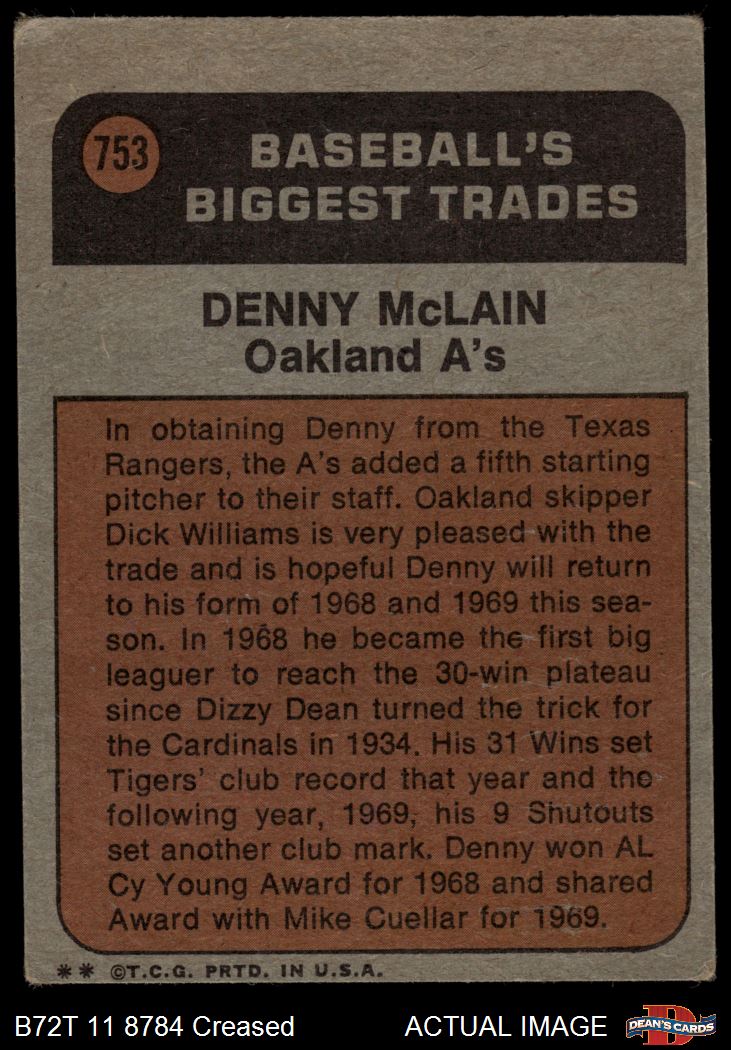 753
BASEBALL'S
BIGGEST TRADES
DENNY McLAIN
Oakland A's
In obtaining Denny from the Texas
Rangers, the A's added a fifth starting
pitcher to their staff. Oakland skipper
Dick Williams is very pleased with the
trade and is hopeful Denny will return
to his form of 1968 and 1969 this sea-
son. In 1968 he became the first big
leaguer to reach the 30-win plateau
since Dizzy Dean turned the trick for
the Cardinals in 1934. His 31 Wins set
Tigers' club record that year and the
following year, 1969, his 9 Shutouts
set another club mark. Denny won AL
Cy Young Award for 1968 and shared
Award with Mike Cuellar for 1969.
** ©T.C.G. PRTD. IN U.S.A.
B72T 11 8784 Creased ACTUAL IMAGE
D
DEAN'S CARDS